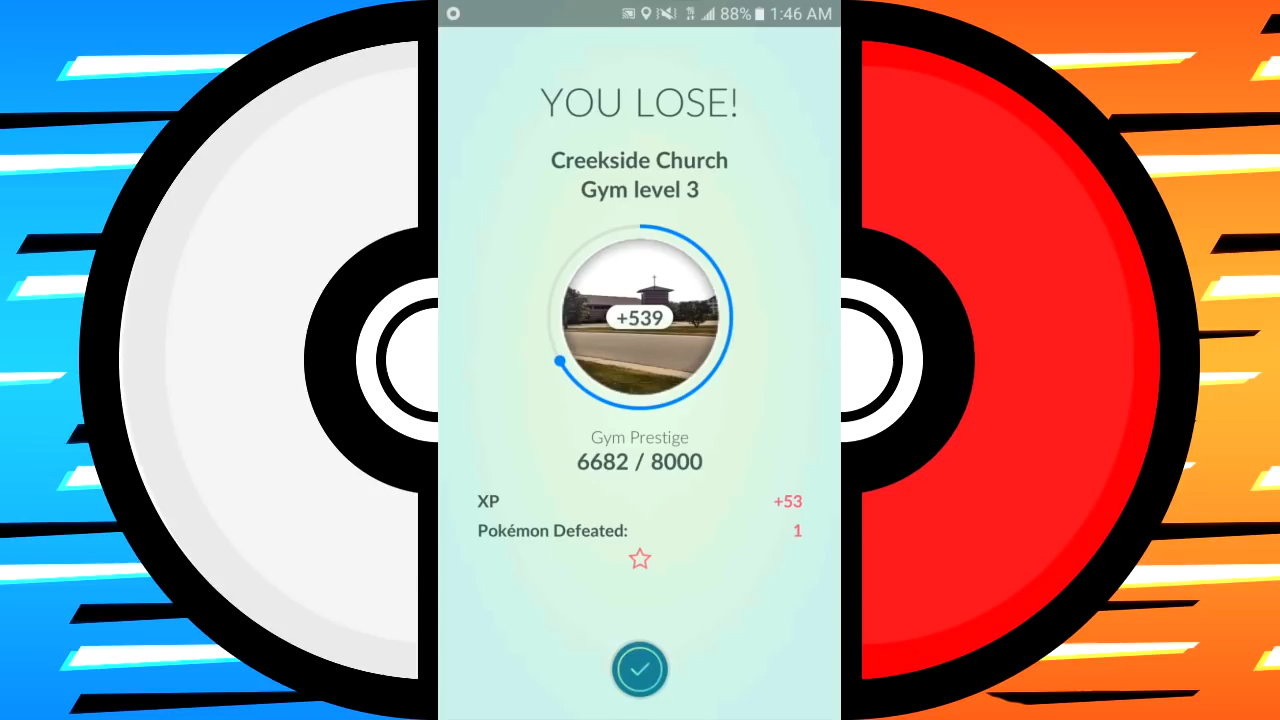 88% 1:46 AM
YOU LOSE!
Creekside Church
Gym level 3
+539
Gym Prestige
6682 / 8000
XP +53
Pokémon Defeated: 1